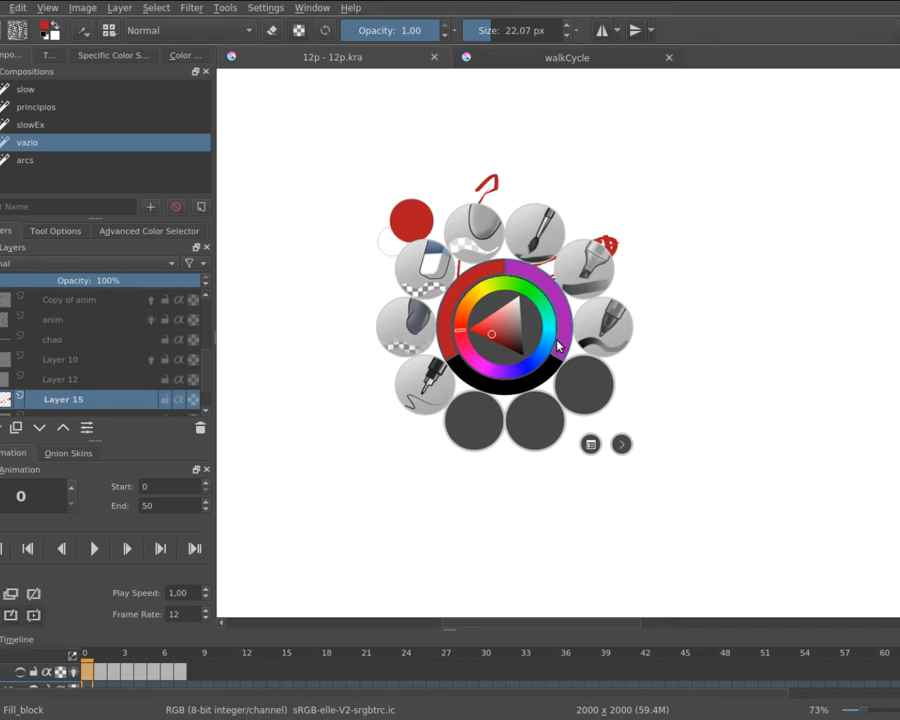 Edit View Image Layer Select Filter Tools Settings Window Help
Normal Opacity: 1,00 Size: 22,07 px
T... Specific Color S... Color ...
12p - 12p.kra walkCycle
Compositions
slow
principios
slowEx
vazio
arcs
Name
Tool Options Advanced Color Selector
Layers
Opacity: 100%
Copy of anim
anim
chao
Layer 10
Layer 12
Layer 15
Onion Skins
Animation
0 Start: 0
End: 50
Play Speed: 1,00
Frame Rate: 12
Timeline
0 3 6 9 12 15 18 21 24 27 30 33 36 39 42 45 48 51 54 57 60
Fill_block RGB (8-bit integer/channel) sRGB-elle-V2-srgbtrc.ic 2000 x 2000 (59.4M) 73%